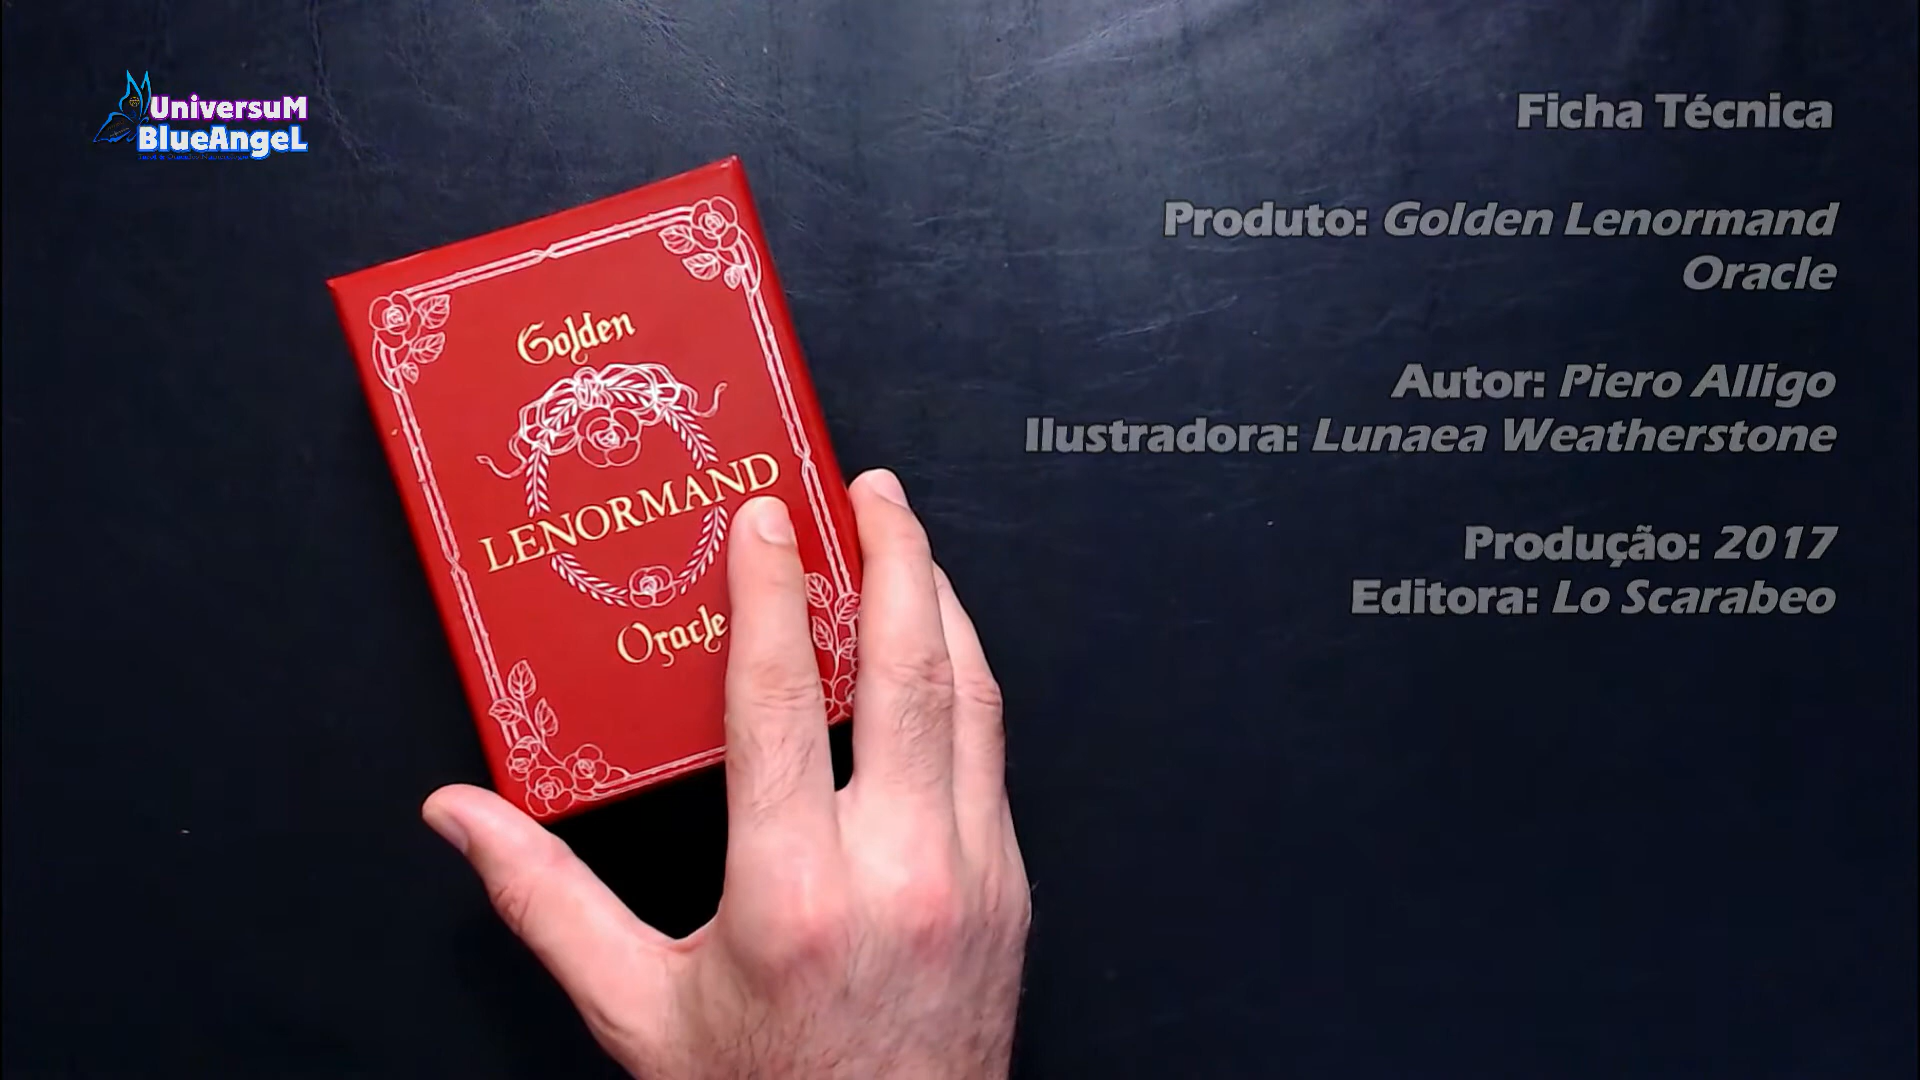 UniversuM
BlueAngeL
Ficha Técnica
Produto: Golden Lenormand
Oracle
Autor: Piero Alligo
Ilustradora: Lunaea Weatherstone
Produção: 2017
Editora: Lo Scarabeo
Golden
LENORMAND
Oracle